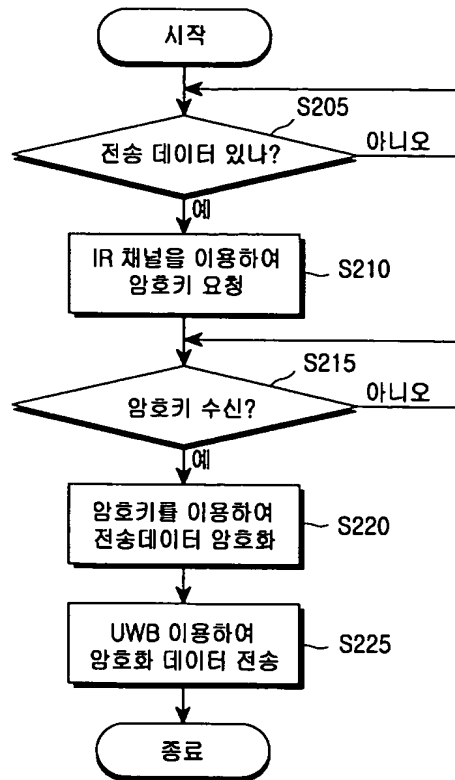 시작
S205
전송 데이터 있나?
아니오
예
IR 채널을 이용하여
암호키 요청
S210
S215
암호키 수신?
아니오
예
암호키를 이용하여
전송데이터 암호화
S220
UWB 이용하여
암호화 데이터 전송
S225
종료